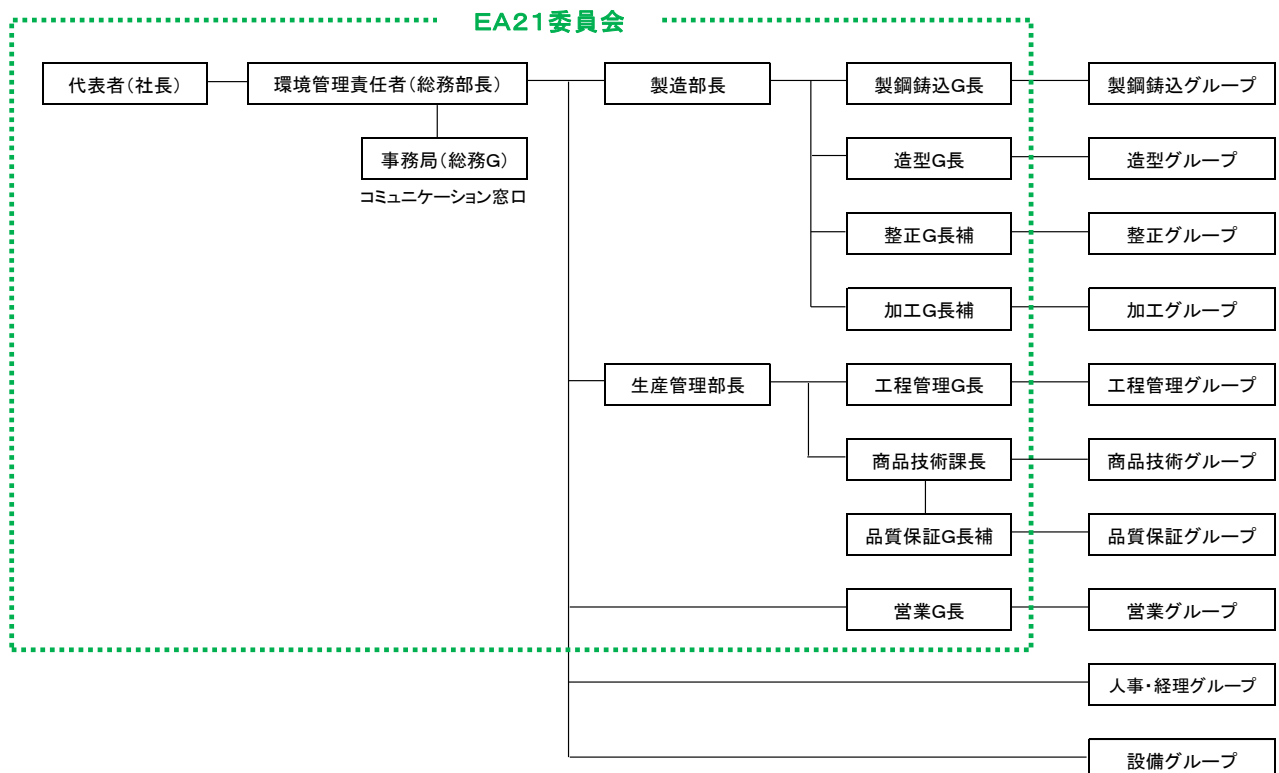 EA21委員会
代表者(社長)
環境管理責任者(総務部長)
製造部長
製鋼鋳込G長
製鋼鋳込グループ
事務局(総務G)
コミュニケーション窓口
造型G長
造型グループ
整正G長補
整正グループ
加工G長補
加工グループ
生産管理部長
工程管理G長
工程管理グループ
商品技術課長
商品技術グループ
品質保証G長補
品質保証グループ
営業G長
営業グループ
人事・経理グループ
設備グループ